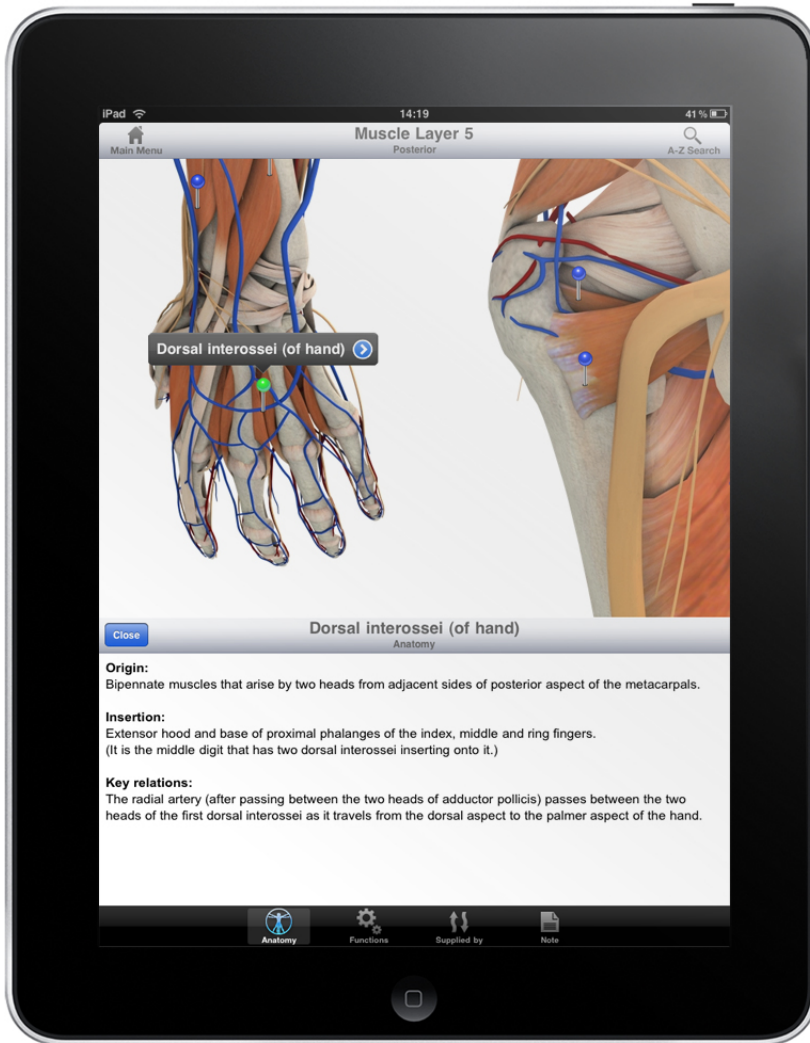 iPad 14:19 41 %
Main Menu Muscle Layer 5 A-Z Search
Posterior
Dorsal interossei (of hand)
Close Dorsal interossei (of hand)
Anatomy
Origin:
Bipennate muscles that arise by two heads from adjacent sides of posterior aspect of the metacarpals.
Insertion:
Extensor hood and base of proximal phalanges of the index, middle and ring fingers.
(It is the middle digit that has two dorsal interossei inserting onto it.)
Key relations:
The radial artery (after passing between the two heads of adductor pollicis) passes between the two
heads of the first dorsal interossei as it travels from the dorsal aspect to the palmer aspect of the hand.
Anatomy Functions Supplied by Note